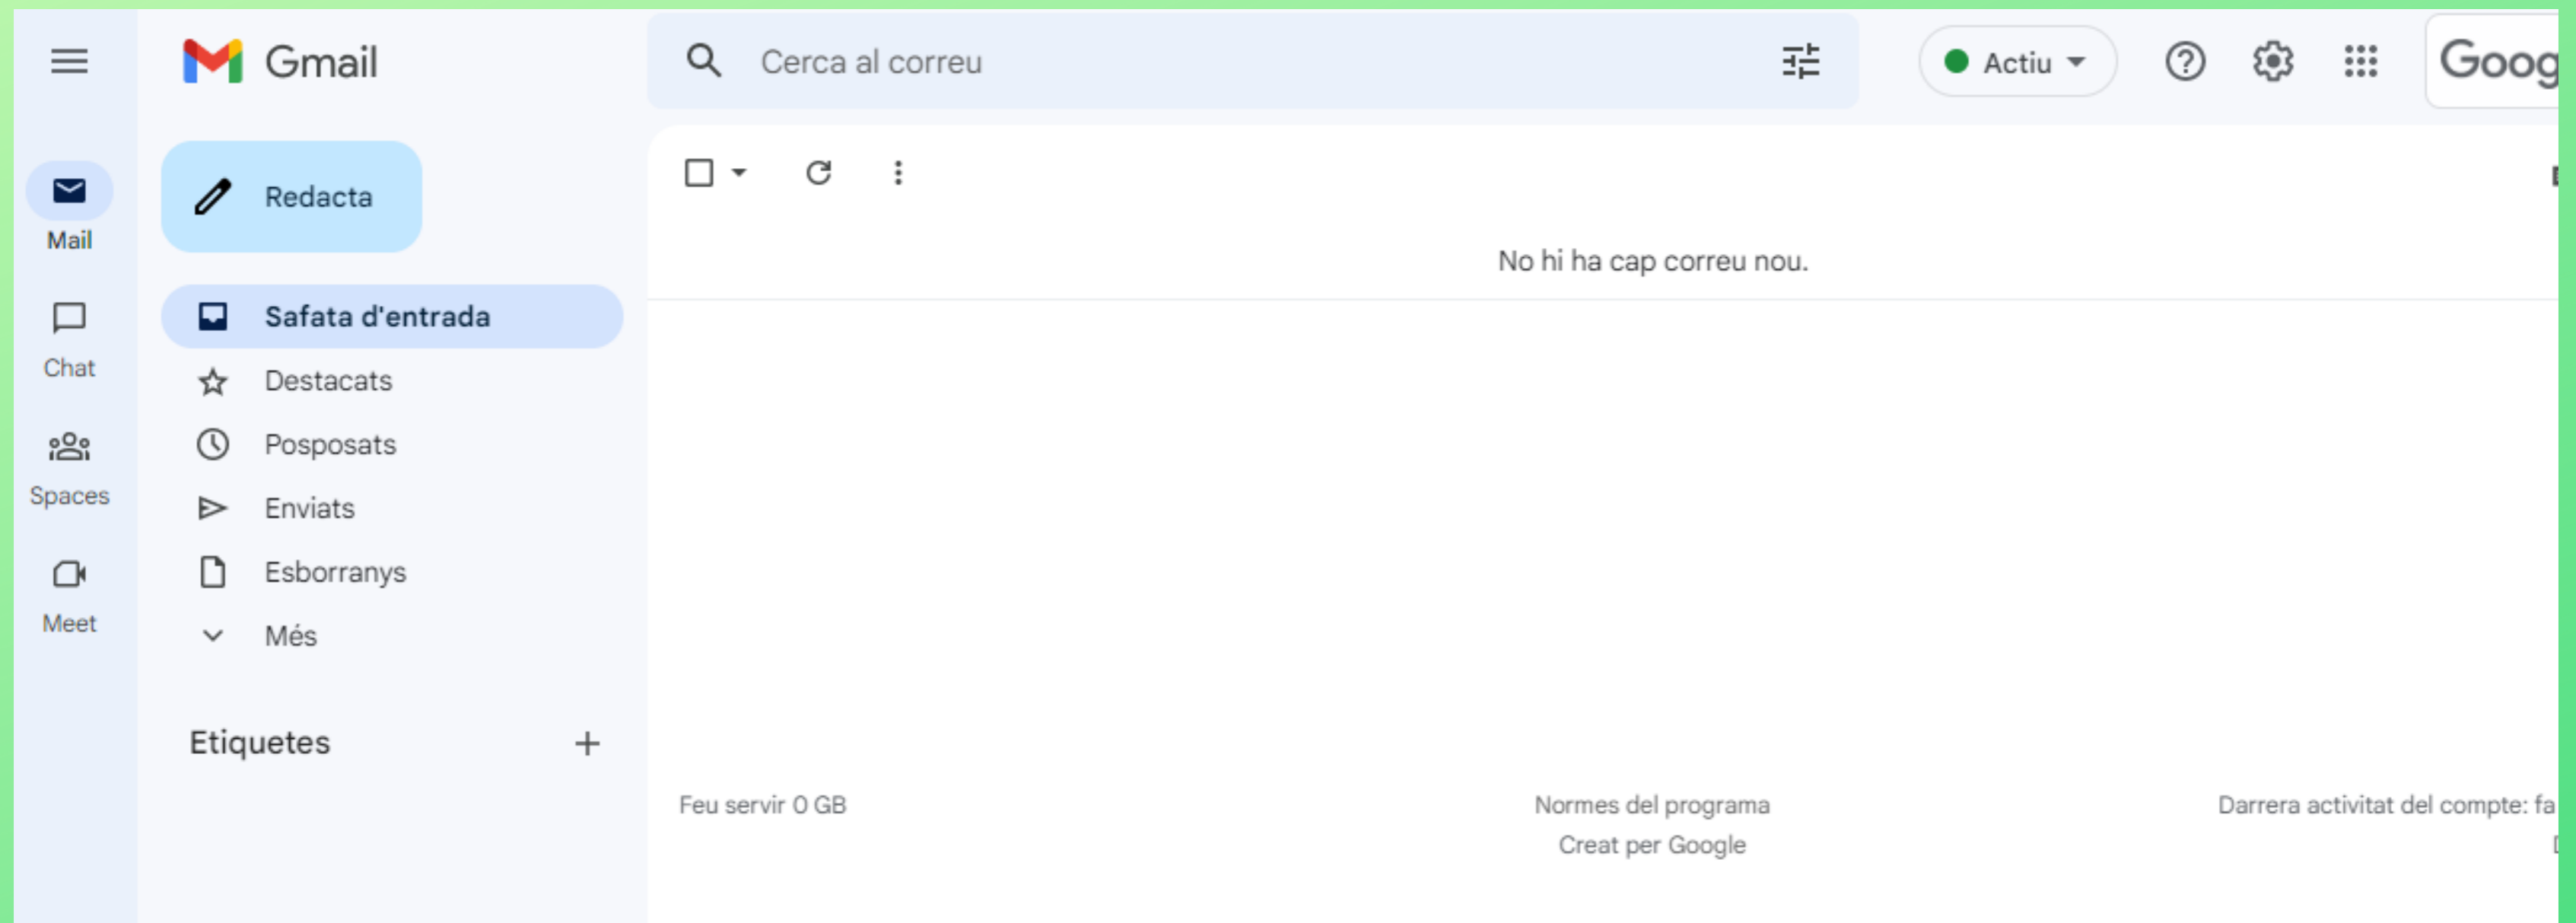 Gmail
Cerca al correu
Actiu
Mail
Chat
Spaces
Meet
Redacta
Safata d'entrada
Destacats
Posposats
Enviats
Esborranys
Més
Etiquetes
No hi ha cap correu nou.
Feu servir 0 GB
Normes del programa
Creat per Google
Darrera activitat del compte: fa